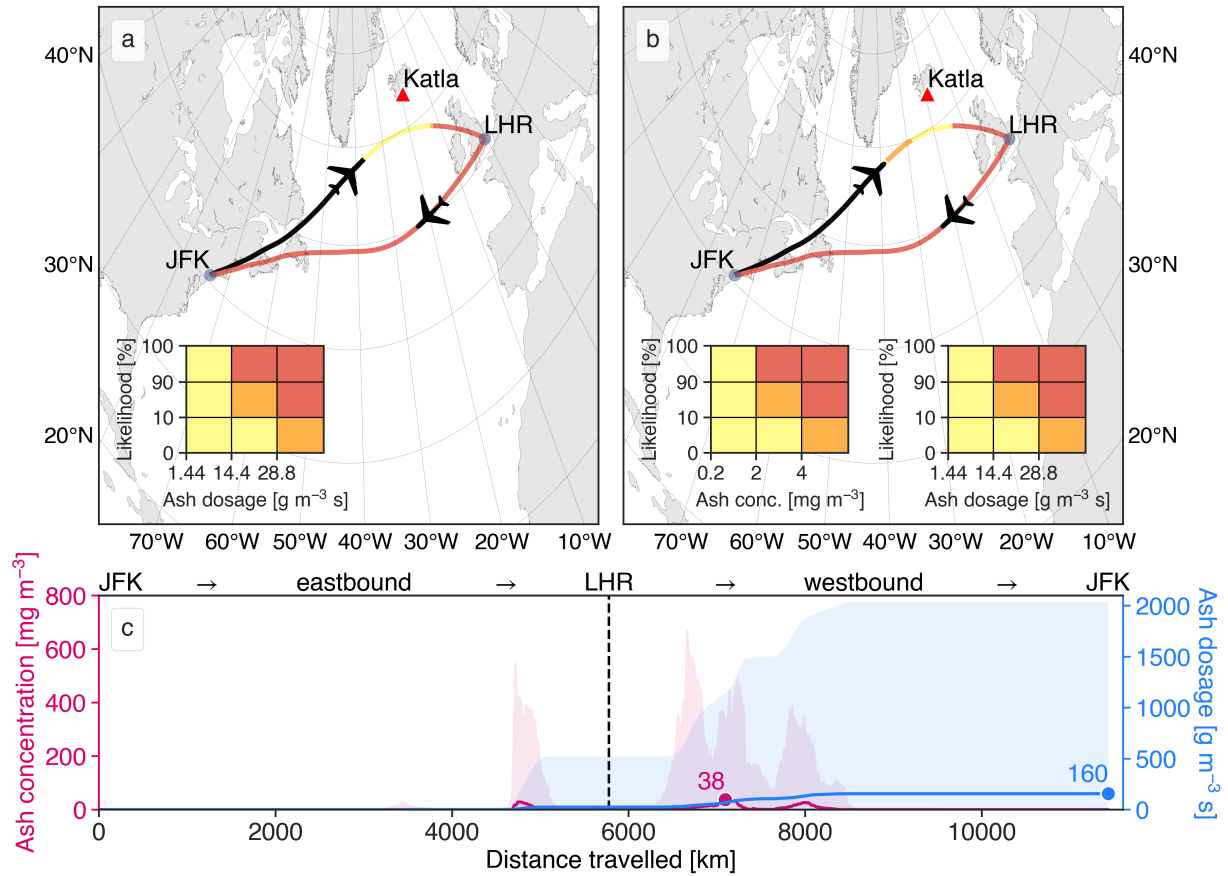 a
b
40°N
40°N
Katla
Katla
LHR
LHR
JFK
JFK
30°N
30°N
20°N
20°N
Likelihood [%]
100
90
10
0
1.44 14.4 28.8
Ash dosage [g m⁻³ s]
Likelihood [%]
100
90
10
0
0.2 2 4
Ash conc. [mg m⁻³]
Likelihood [%]
100
90
10
0
1.44 14.4 28.8
Ash dosage [g m⁻³ s]
70°W 60°W 50°W 40°W 30°W 20°W 10°W
70°W 60°W 50°W 40°W 30°W 20°W 10°W
JFK → eastbound → LHR → westbound → JFK
c
Ash concentration [mg m⁻³]
800
600
400
200
0
Ash dosage [g m⁻³ s]
2000
1500
1000
500
0
38
160
0 2000 4000 6000 8000 10000
Distance travelled [km]